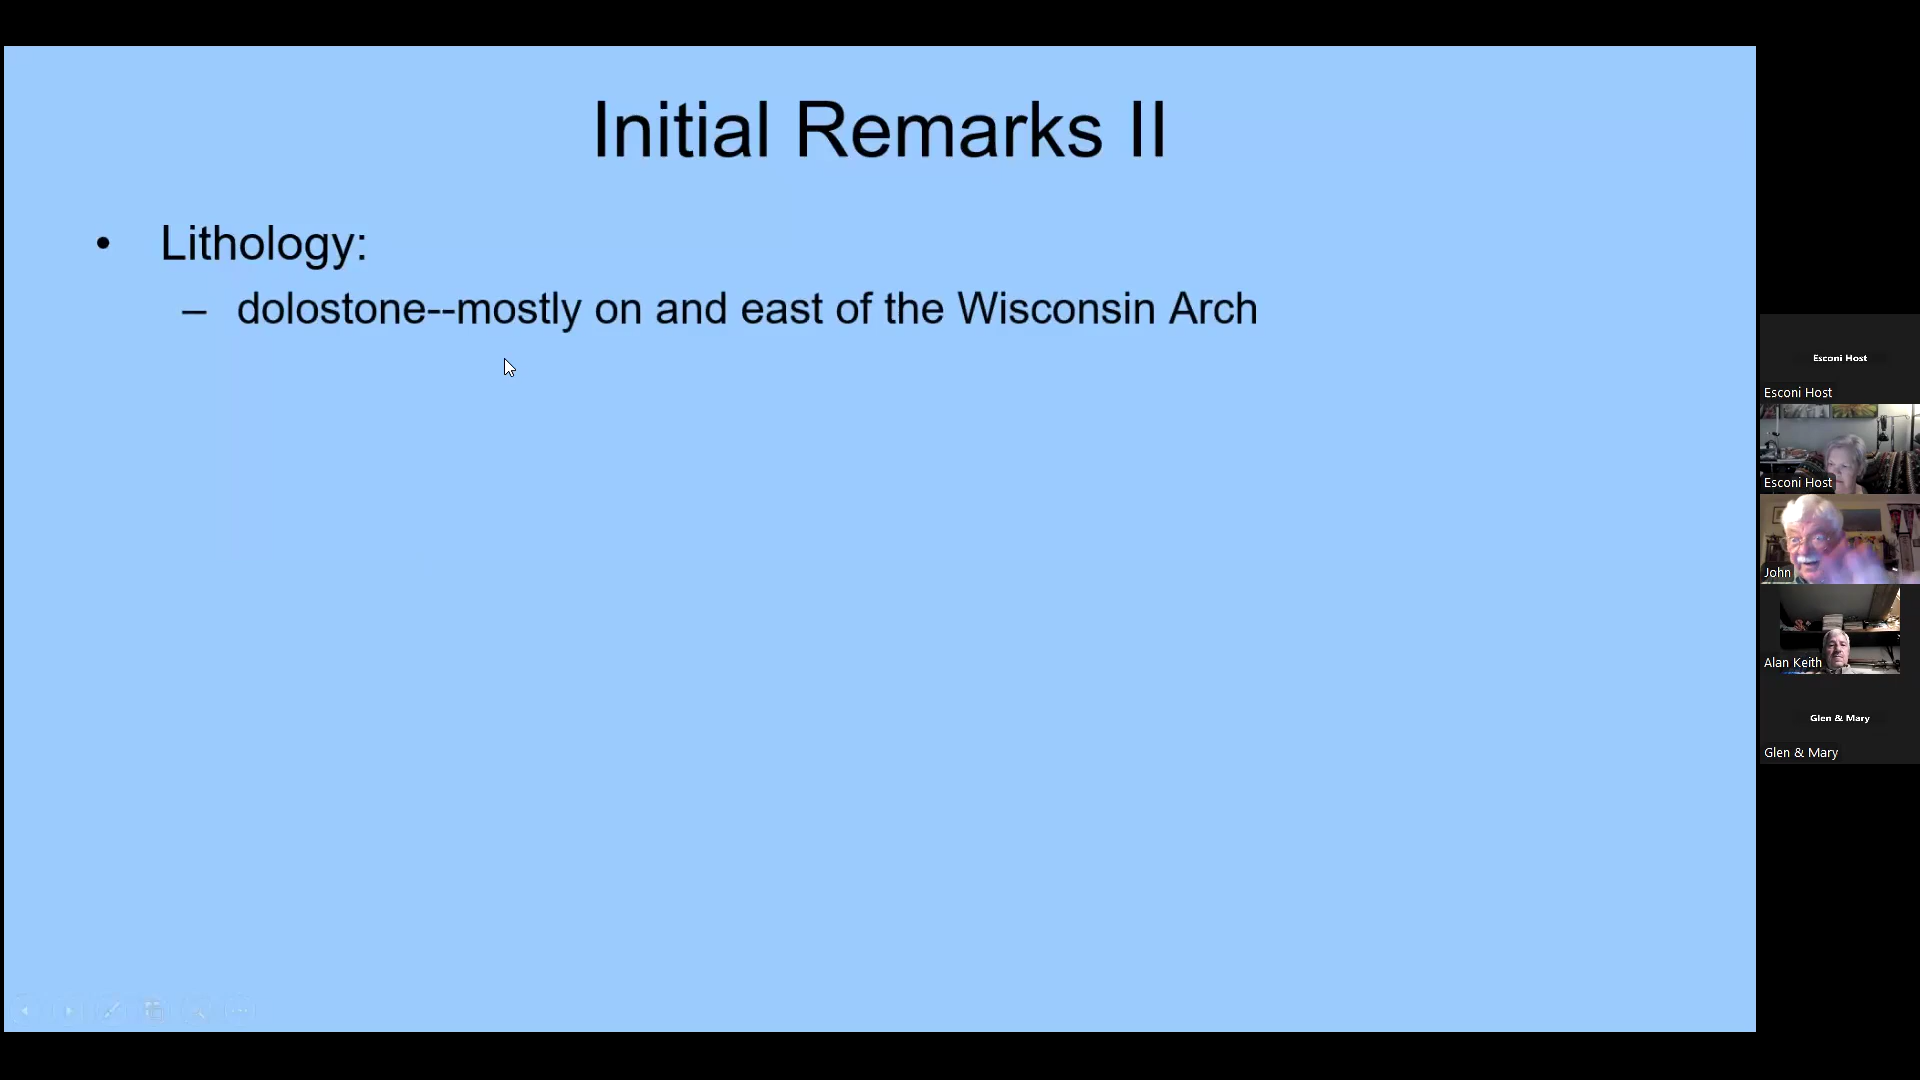 Initial Remarks II
• Lithology:
– dolostone--mostly on and east of the Wisconsin Arch
Esconi Host
Esconi Host
Esconi Host
John
Alan Keith
Glen & Mary
Glen & Mary